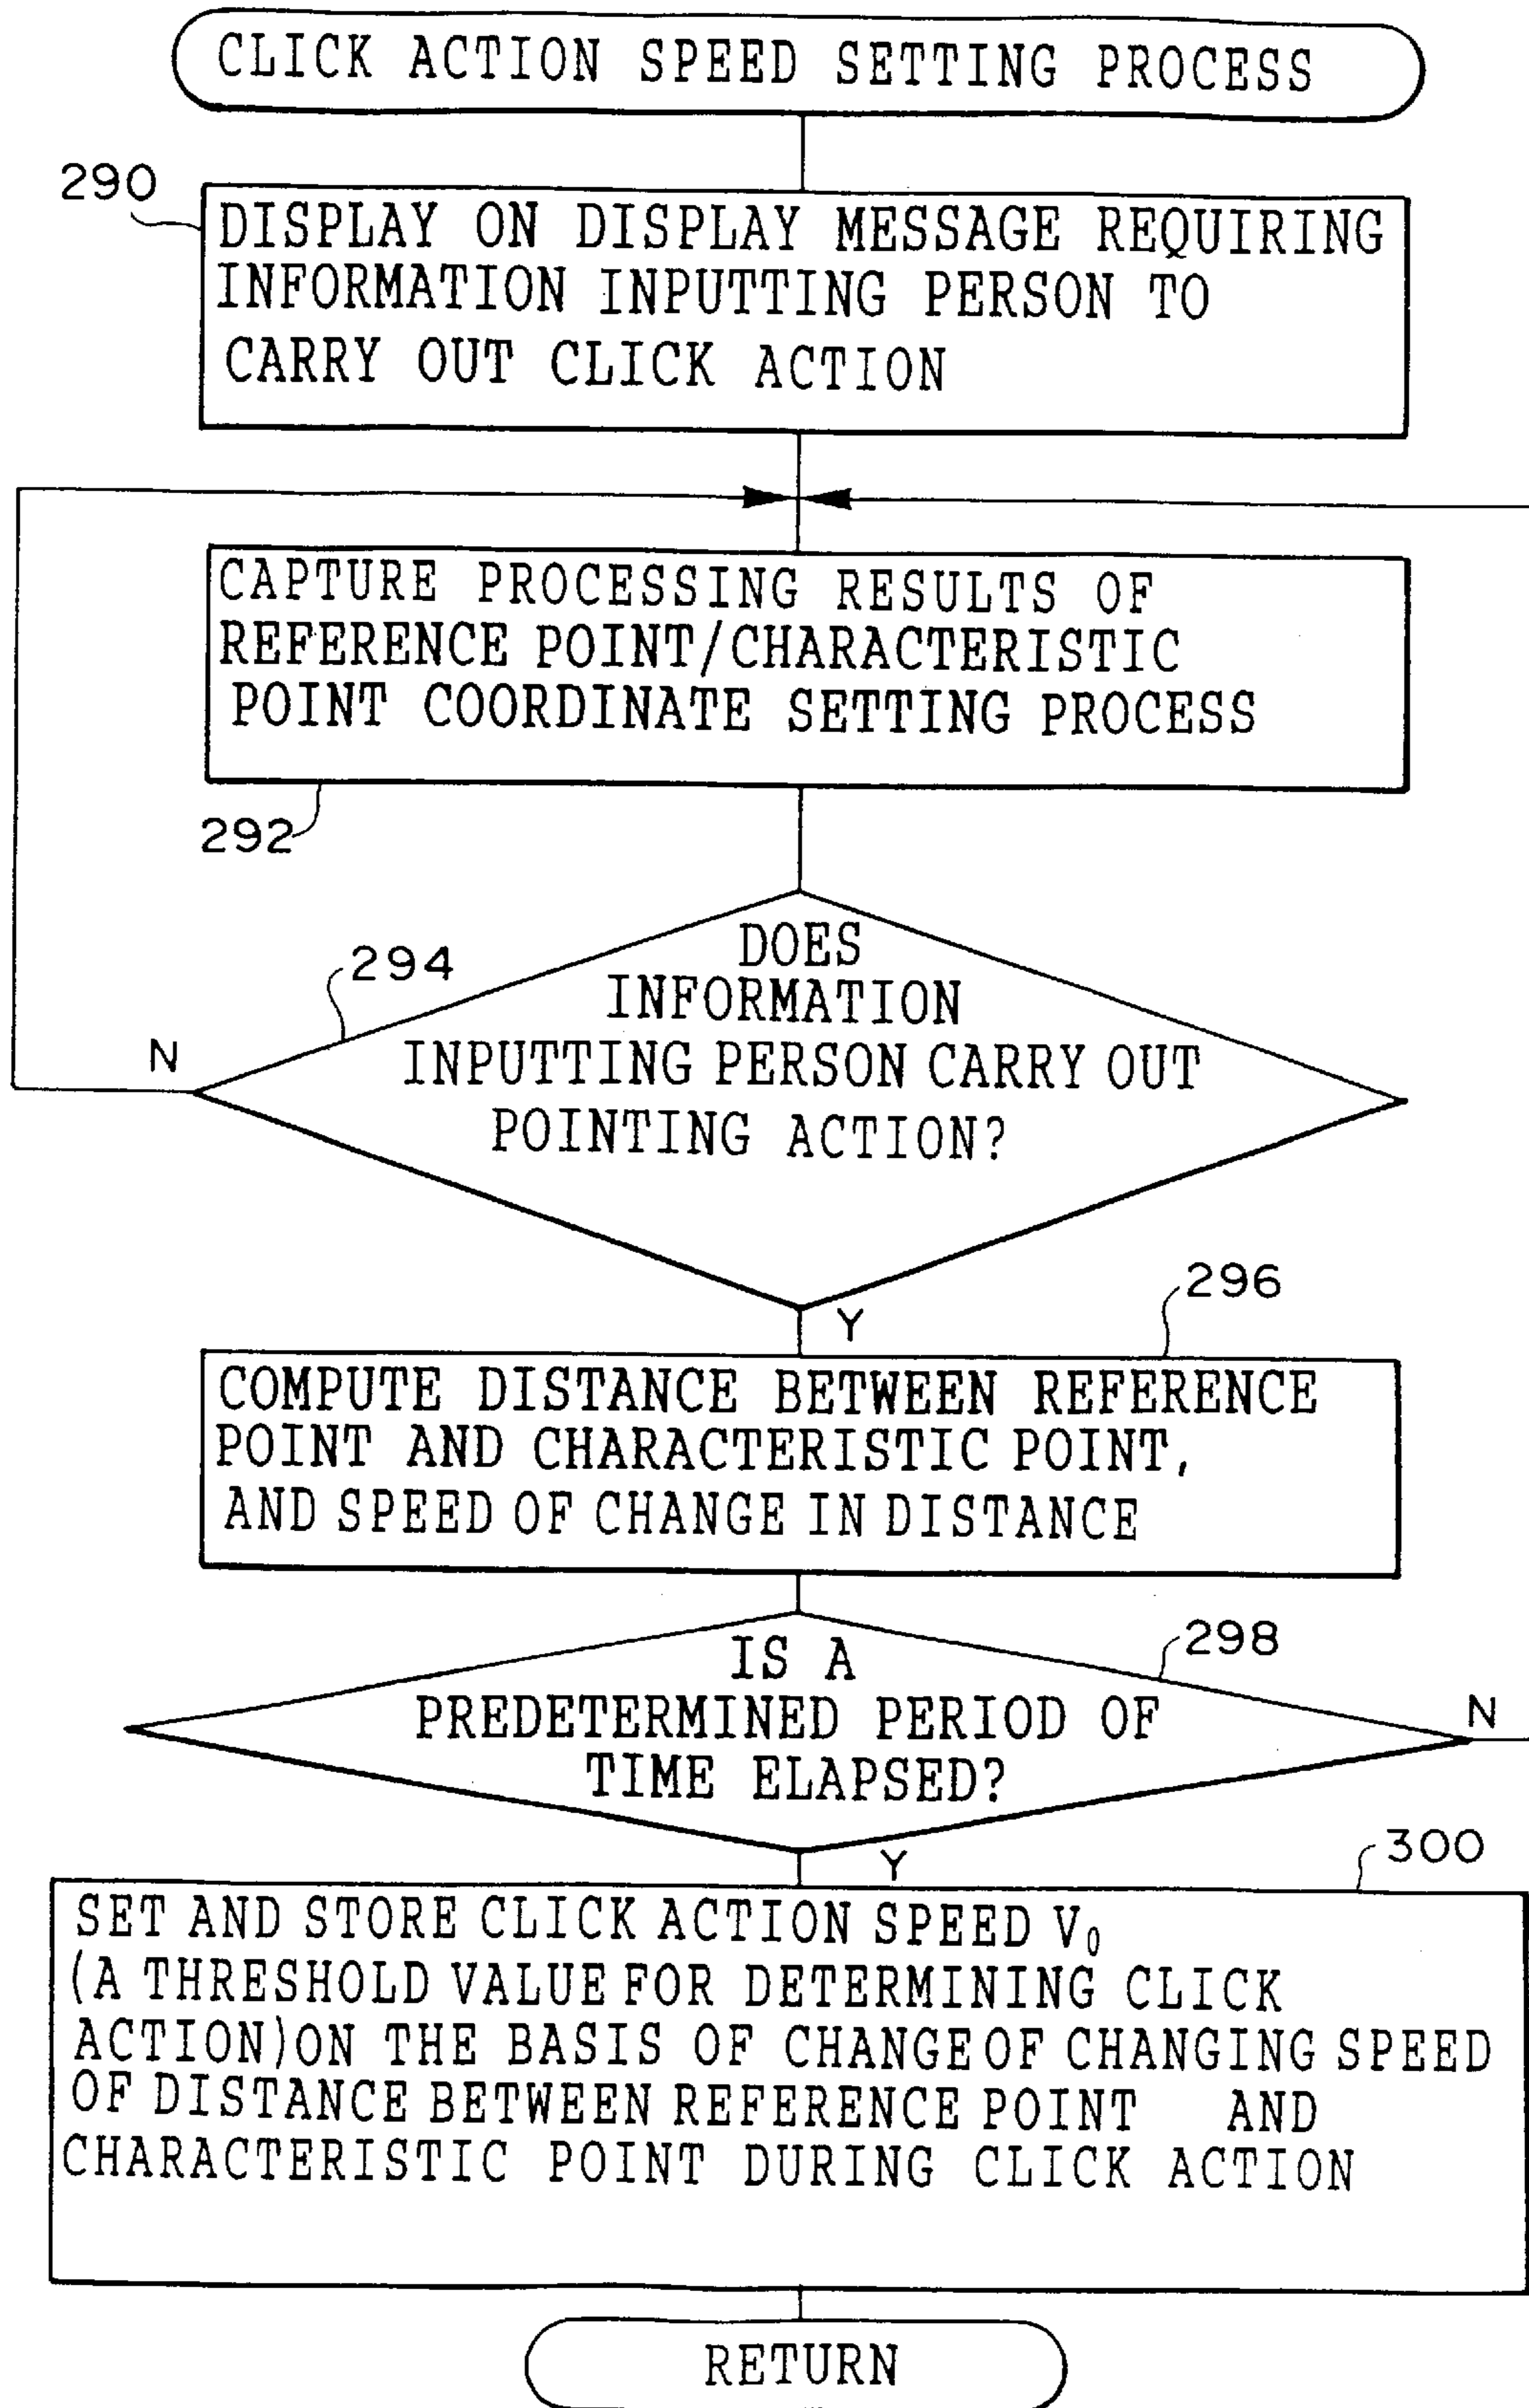 CLICK ACTION SPEED SETTING PROCESS
290
DISPLAY ON DISPLAY MESSAGE REQUIRING
INFORMATION INPUTTING PERSON TO
CARRY OUT CLICK ACTION
CAPTURE PROCESSING RESULTS OF
REFERENCE POINT/CHARACTERISTIC
POINT COORDINATE SETTING PROCESS
292
294
DOES
INFORMATION
INPUTTING PERSON CARRY OUT
POINTING ACTION?
N
Y
296
COMPUTE DISTANCE BETWEEN REFERENCE
POINT AND CHARACTERISTIC POINT,
AND SPEED OF CHANGE IN DISTANCE
298
IS A
PREDETERMINED PERIOD OF
TIME ELAPSED?
N
Y
300
SET AND STORE CLICK ACTION SPEED V₀
(A THRESHOLD VALUE FOR DETERMINING CLICK
ACTION)ON THE BASIS OF CHANGE OF CHANGING SPEED
OF DISTANCE BETWEEN REFERENCE POINT AND
CHARACTERISTIC POINT DURING CLICK ACTION
RETURN